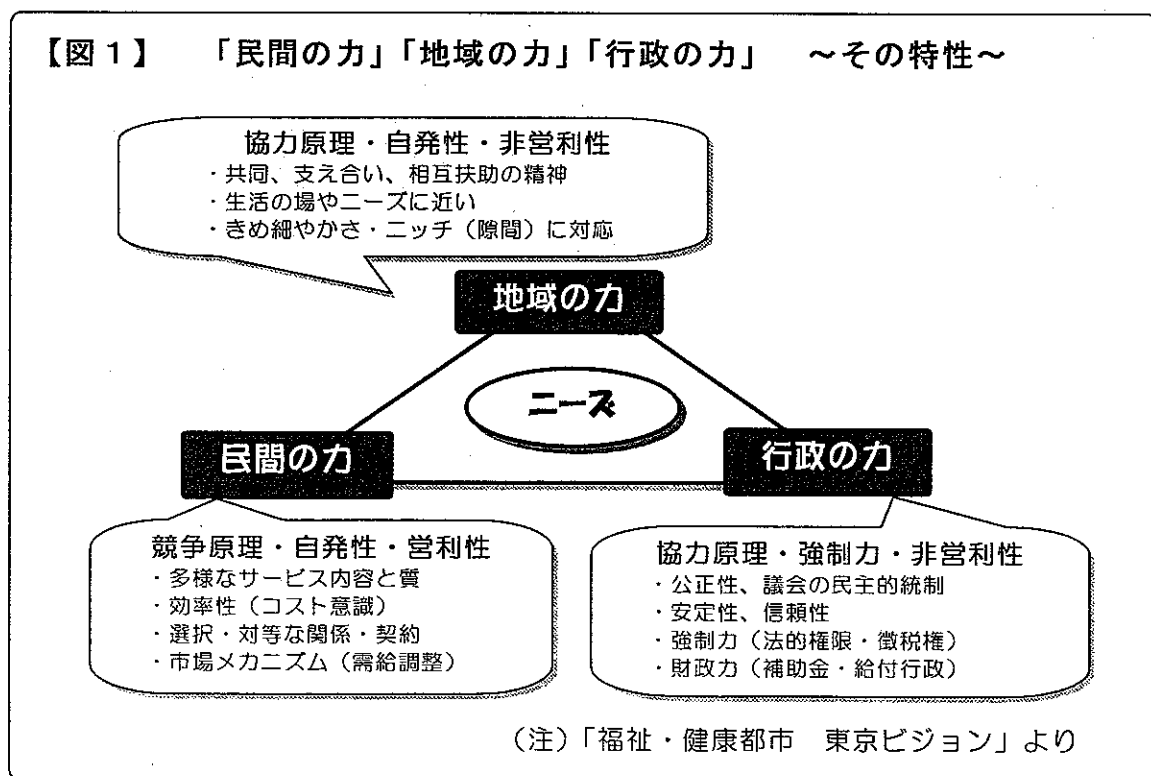 【図1】 「民間の力」「地域の力」「行政の力」 ～その特性～
協力原理・自発性・非営利性
・共同、支え合い、相互扶助の精神
・生活の場やニーズに近い
・きめ細やかさ・ニッチ（隙間）に対応
地域の力
ニーズ
民間の力
行政の力
競争原理・自発性・営利性
・多様なサービス内容と質
・効率性（コスト意識）
・選択・対等な関係・契約
・市場メカニズム（需給調整）
協力原理・強制力・非営利性
・公正性、議会の民主的統制
・安定性、信頼性
・強制力（法的権限・徴税権）
・財政力（補助金・給付行政）
（注）「福祉・健康都市 東京ビジョン」より